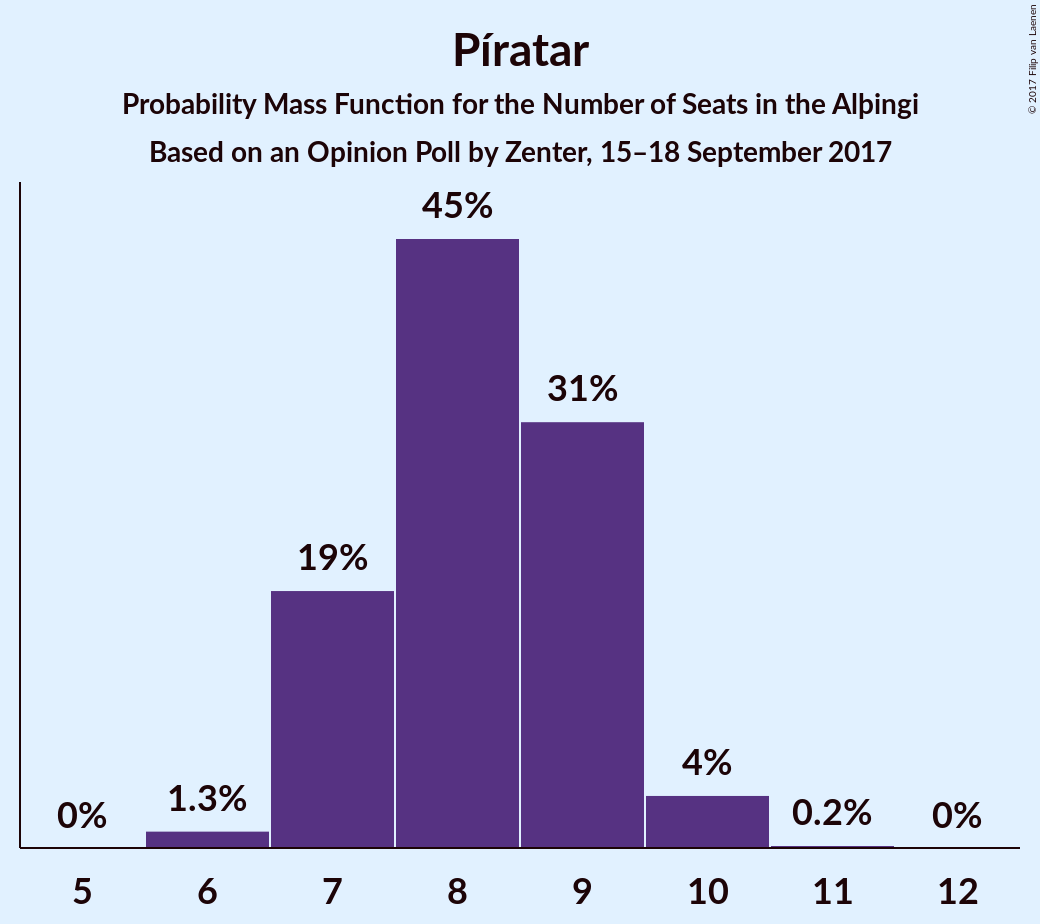 Píratar
Probability Mass Function for the Number of Seats in the Alþingi
Based on an Opinion Poll by Zenter, 15–18 September 2017
© 2017 Filip van Laenen
45%
31%
19%
4%
1.3%
0.2%
0%
0%
5 6 7 8 9 10 11 12